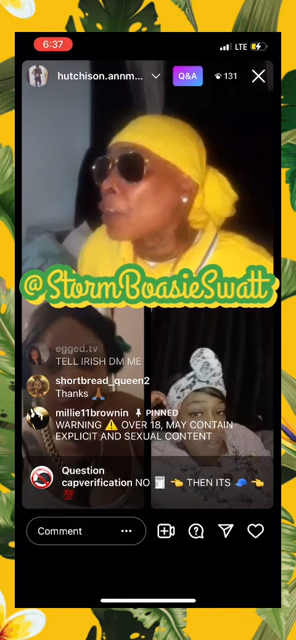 6:37
LTE
hutchison.annm...
Q&A
131
@StormBoasieSwatt
egged.tv
TELL IRISH DM ME
shortbread_queen2
Thanks 🙏🏾
millie11brownin PINNED
WARNING ⚠️ OVER 18, MAY CONTAIN
EXPLICIT AND SEXUAL CONTENT
Question
capverification NO 🧾 👈 THEN ITS 🧢 👈
💯
Comment